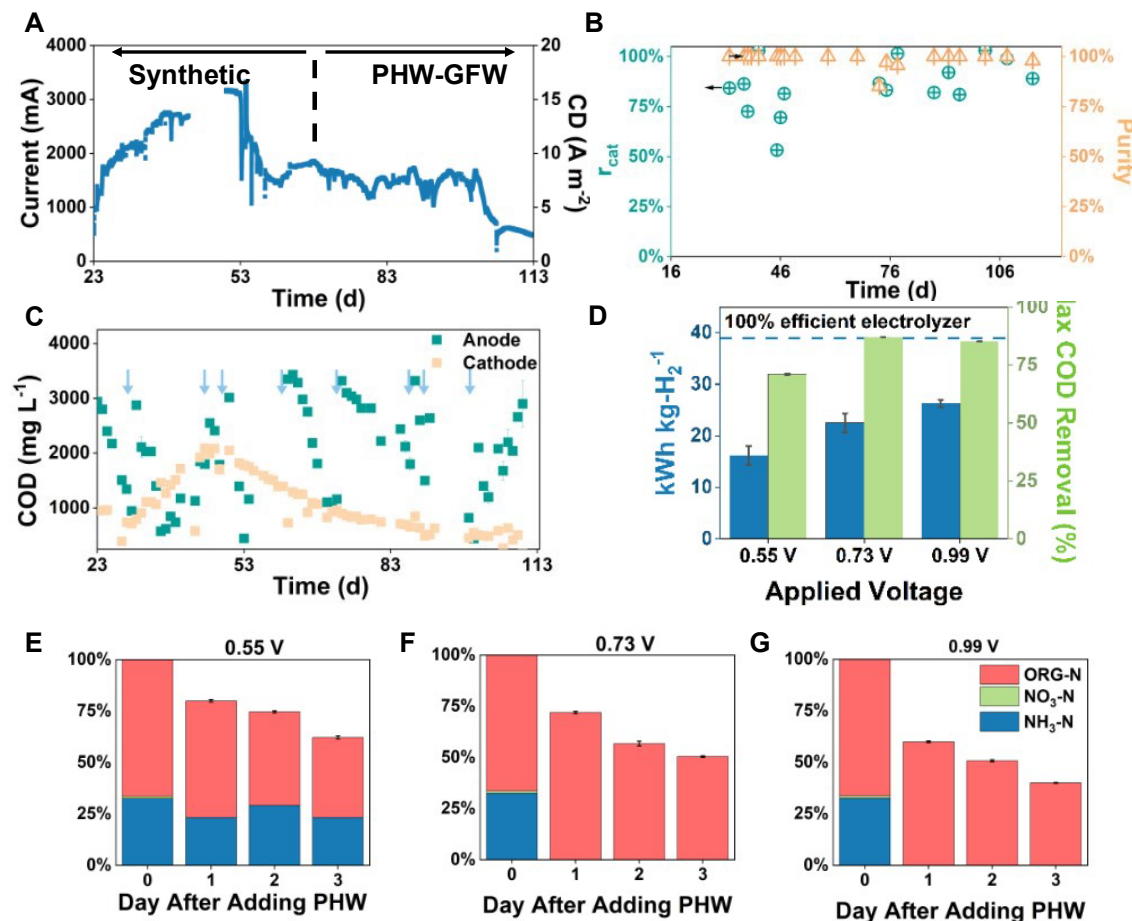 A
4000
3000
2000
1000
0
Current (mA)
Synthetic
PHW-GFW
20
15
10
5
0
CD (A m-2)
23
53
83
113
Time (d)
B
100%
75%
50%
25%
0%
rcat
100%
75%
50%
25%
0%
Purity
16
46
76
106
Time (d)
C
4000
3000
2000
1000
COD (mg L-1)
Anode
Cathode
23
53
83
113
Time (d)
D
100% efficient electrolyzer
40
30
20
10
0
kWh kg-H2-1
75
50
25
0
COD Removal (%)
0.55 V
0.73 V
0.99 V
Applied Voltage
E
0.55 V
100%
75%
50%
25%
0%
0
1
2
3
Day After Adding PHW
F
0.73 V
100%
75%
50%
25%
0%
0
1
2
3
Day After Adding PHW
G
0.99 V
100%
75%
50%
25%
0%
ORG-N
NO3-N
NH3-N
0
1
2
3
Day After Adding PHW